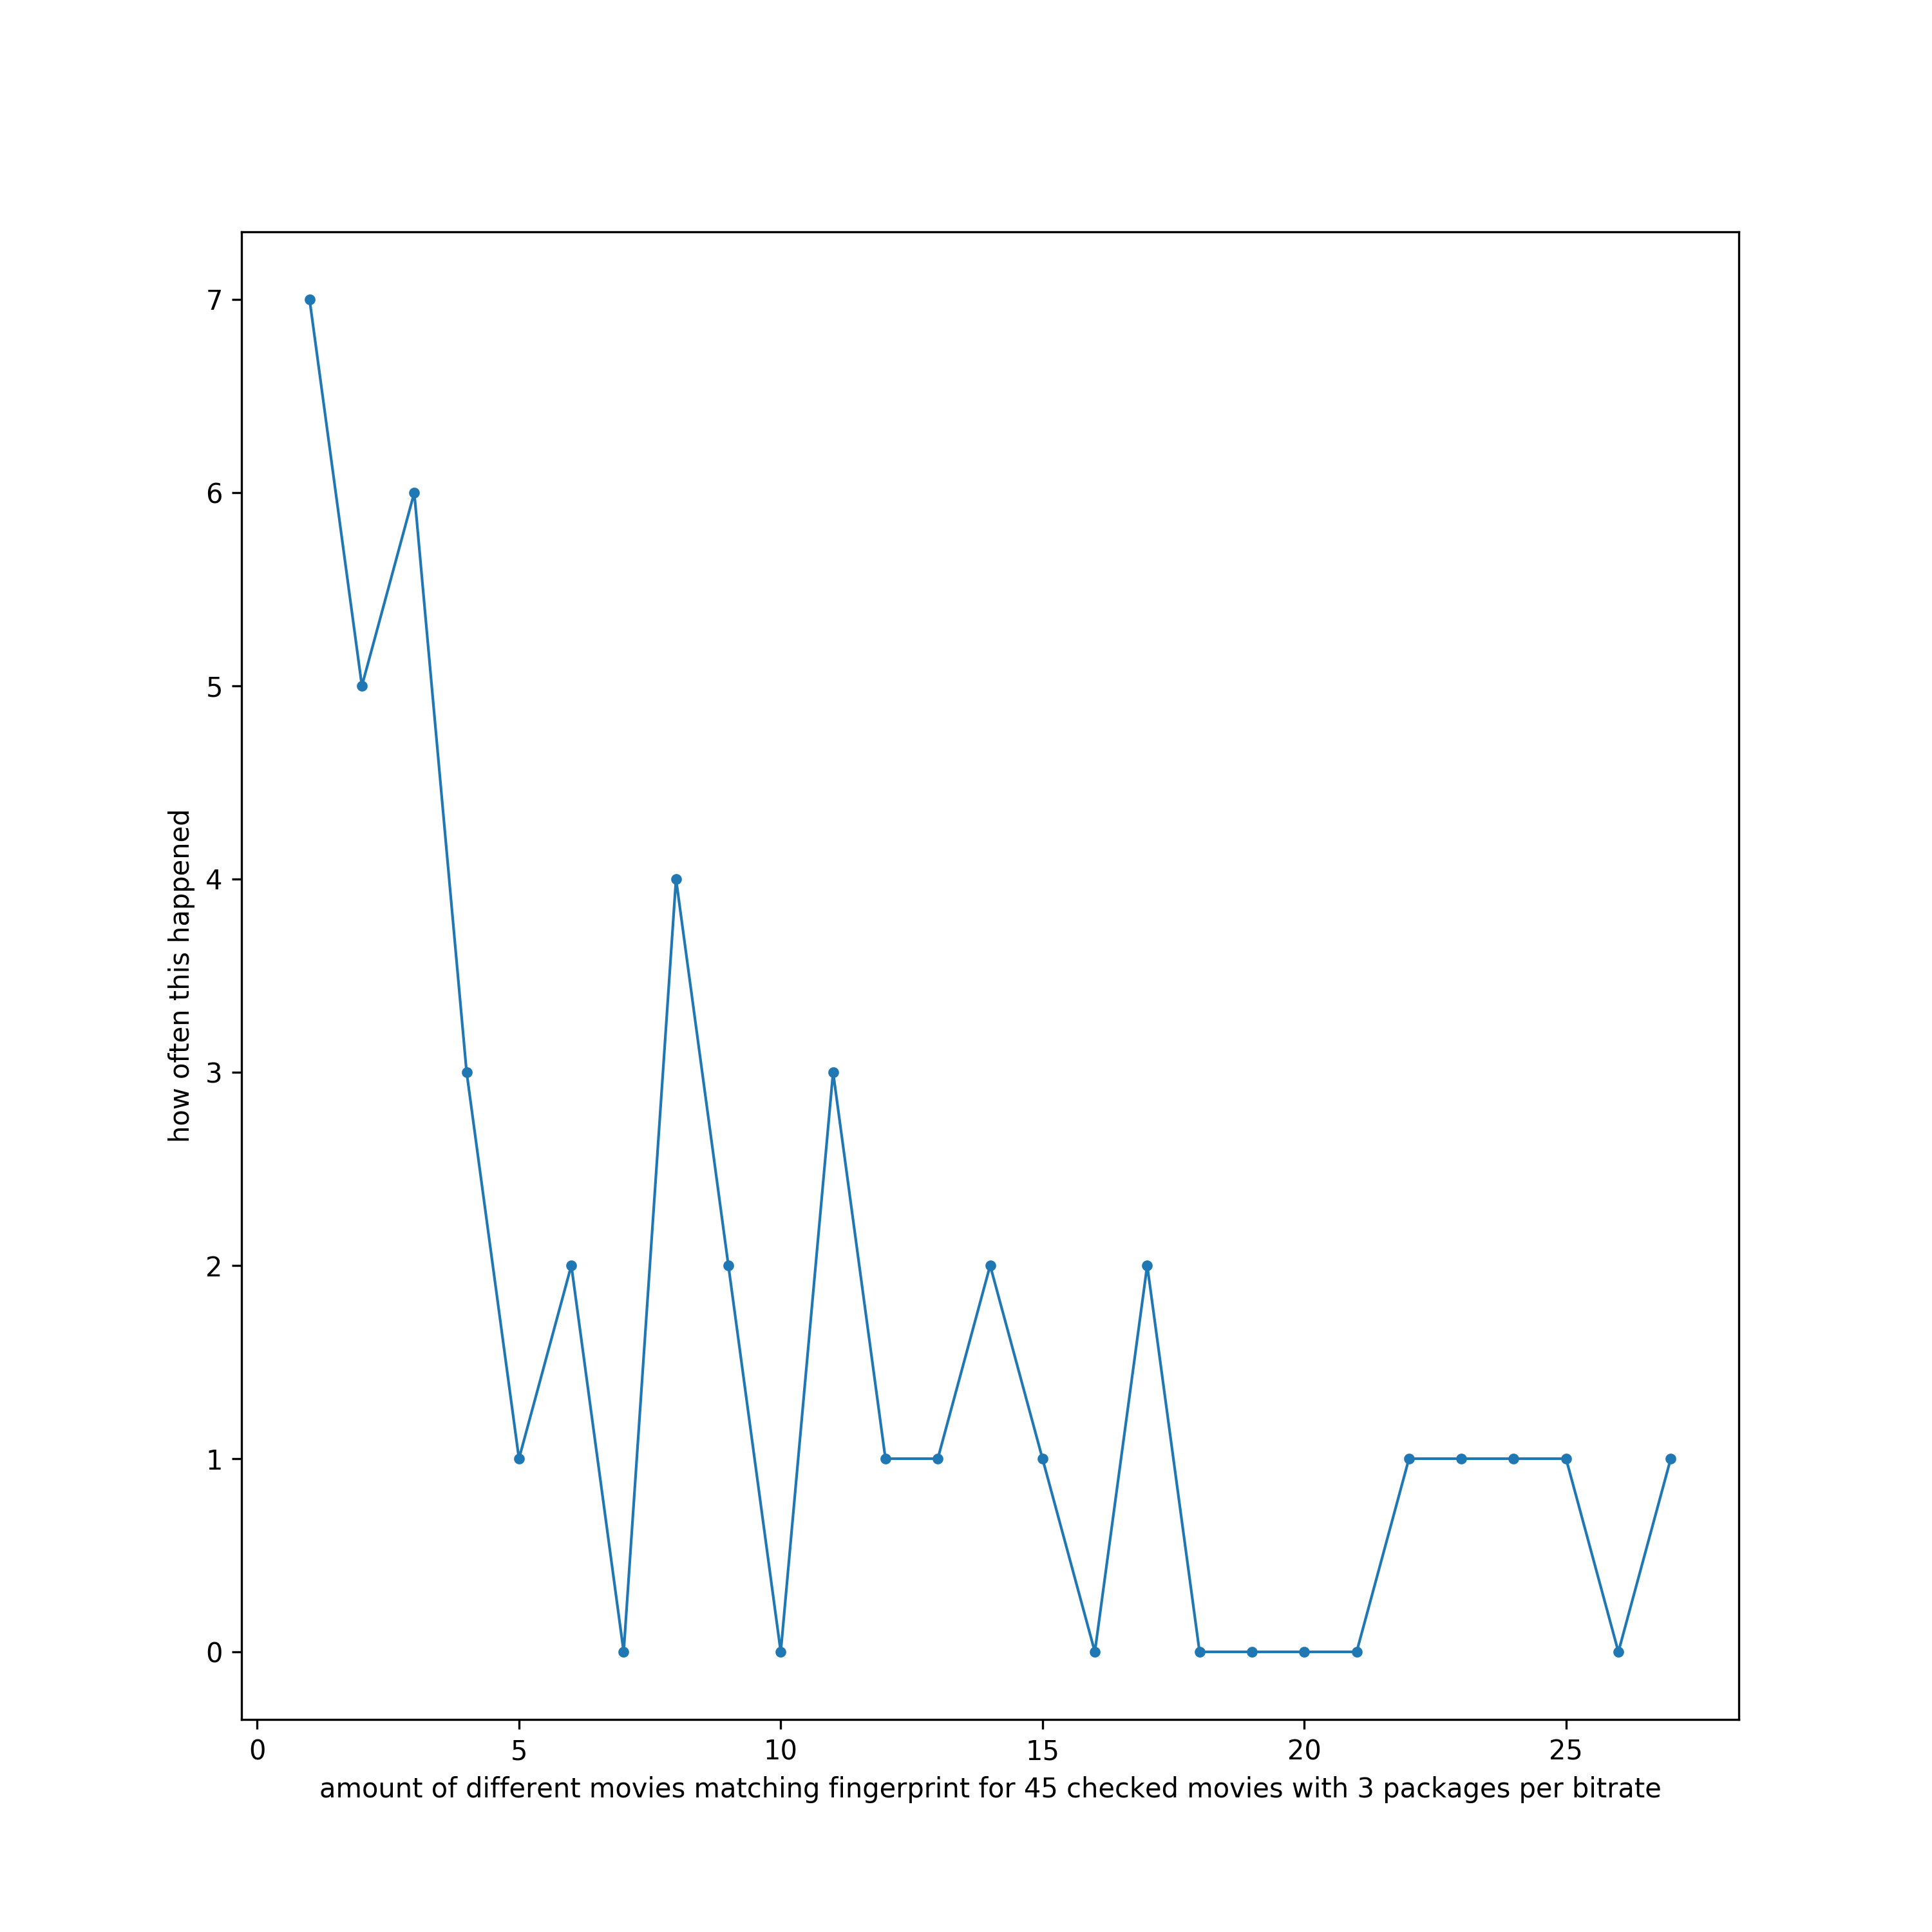 7
6
5
4
3
2
1
0
how often this happened
0 5 10 15 20 25
amount of different movies matching fingerprint for 45 checked movies with 3 packages per bitrate